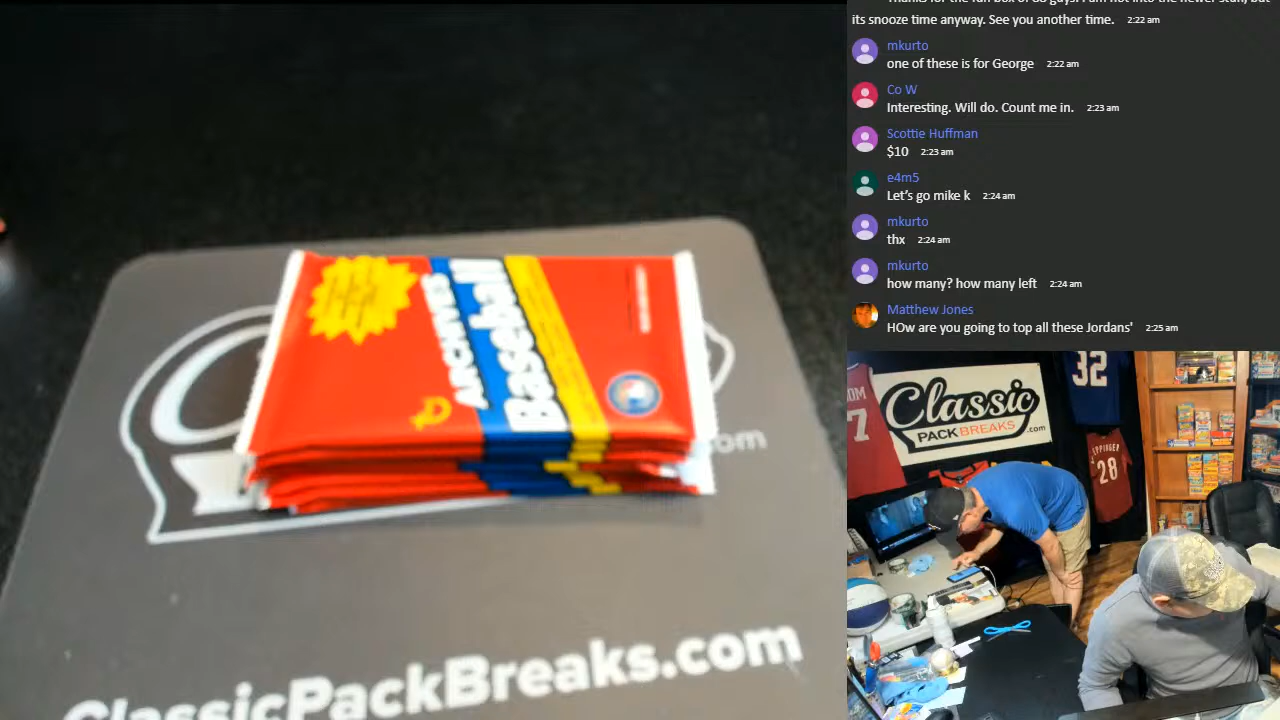 its snooze time anyway. See you another time. 2:22 am
mkurto
one of these is for George 2:22 am
Co W
Interesting. Will do. Count me in. 2:23 am
Scottie Huffman
$10 2:23 am
e4rn5
Let's go mike k 2:24 am
mkurto
thx 2:24 am
mkurto
how many? how many left 2:24 am
Matthew Jones
HOw are you going to top all these Jordans' 2:25 am
Baseball
ClassicPackBreaks.com
Classic
PACKBREAKS.com
32
7
28